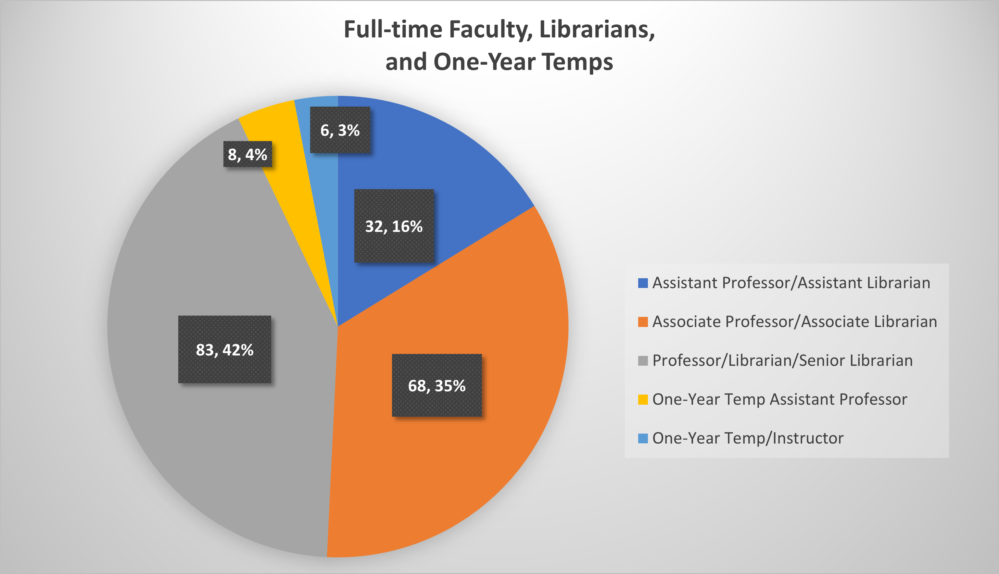 Full-time Faculty, Librarians,
and One-Year Temps
6, 3%
8, 4%
32, 16%
83, 42%
68, 35%
Assistant Professor/Assistant Librarian
Associate Professor/Associate Librarian
Professor/Librarian/Senior Librarian
One-Year Temp Assistant Professor
One-Year Temp/Instructor